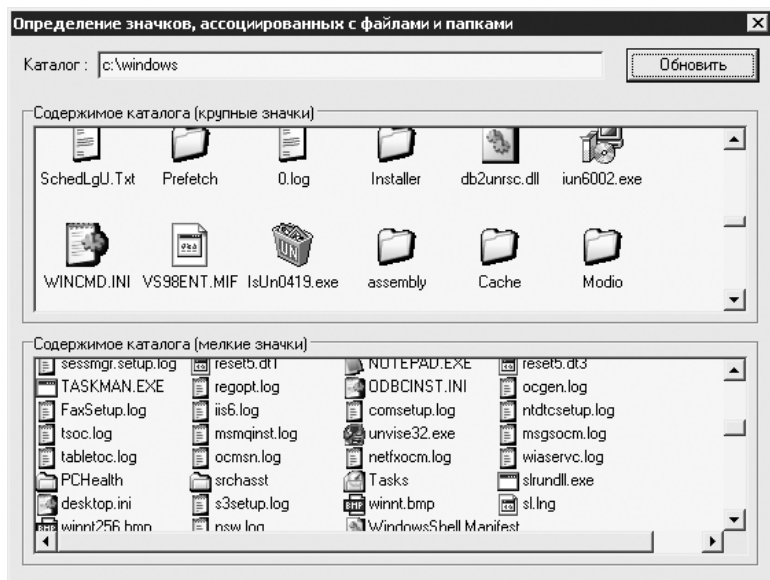 Определение значков, ассоциированных с файлами и папками
Каталог : c:\windows Обновить
Содержимое каталога (крупные значки)
SchedLgU.Txt Prefetch 0.log Installer db2unrsc.dll iun6002.exe
WINCMD.INI VS98ENT.MIF IsUn0419.exe assembly Cache Modio
Содержимое каталога (мелкие значки)
sessmgr.setup.log reset5.dt1 NOTEPAD.EXE reset5.dt3
TASKMAN.EXE regopt.log ODBCINST.INI ocgen.log
FaxSetup.log iis6.log comsetup.log ntdtcsetup.log
tsoc.log msmqinst.log unvise32.exe msgsocm.log
tabletoc.log ocmsn.log netfxocm.log wiaservc.log
PCHealth srchasst Tasks slrundll.exe
desktop.ini s3setup.log winnt.bmp sl.lng
winnt256.bmp nsw.log WindowsShell.Manifest